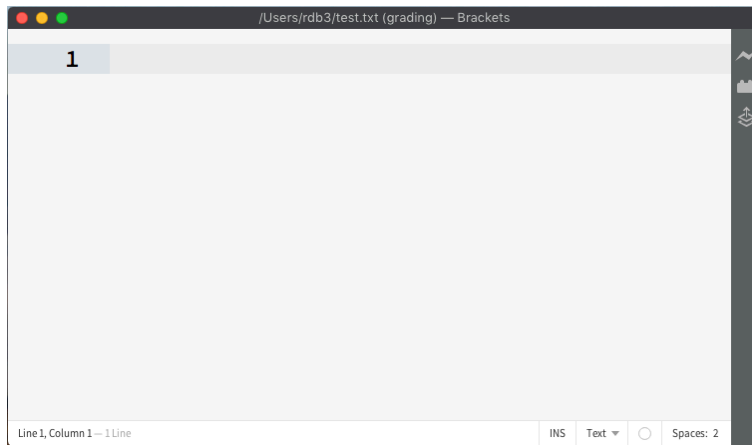 /Users/rdb3/test.txt (grading) — Brackets
1
Line 1, Column 1 — 1 Line
INS
Text
Spaces: 2